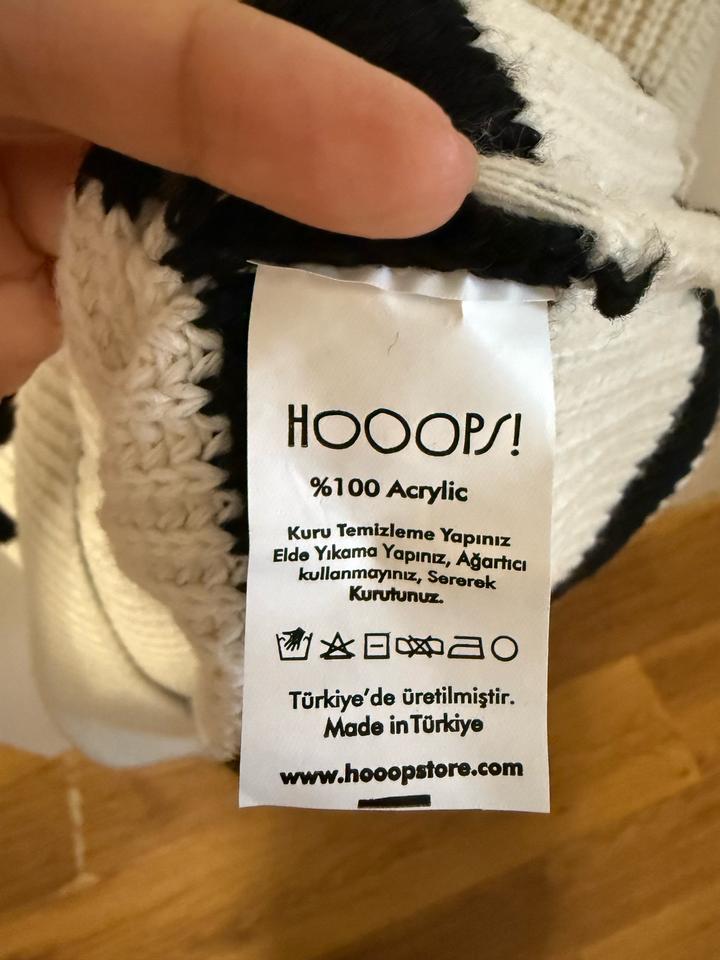 HOOOPS!
%100 Acrylic
Kuru Temizleme Yapınız
Elde Yıkama Yapınız, Ağartıcı
kullanmayınız, Sererek
Kurutunuz.
Türkiye'de üretilmiştir.
Made in Türkiye
www.hooopstore.com